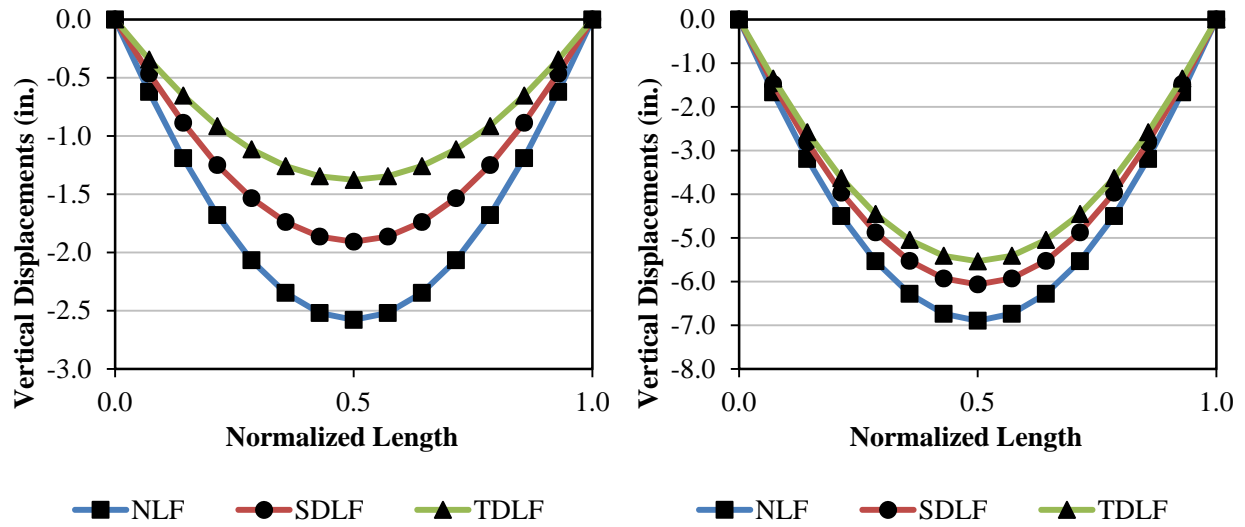 Vertical Displacements (in.)
0.0
-0.5
-1.0
-1.5
-2.0
-2.5
-3.0
0.0 0.5 1.0
Normalized Length
NLF SDLF TDLF
Vertical Displacements (in.)
0.0
-1.0
-2.0
-3.0
-4.0
-5.0
-6.0
-7.0
-8.0
0.0 0.5 1.0
Normalized Length
NLF SDLF TDLF